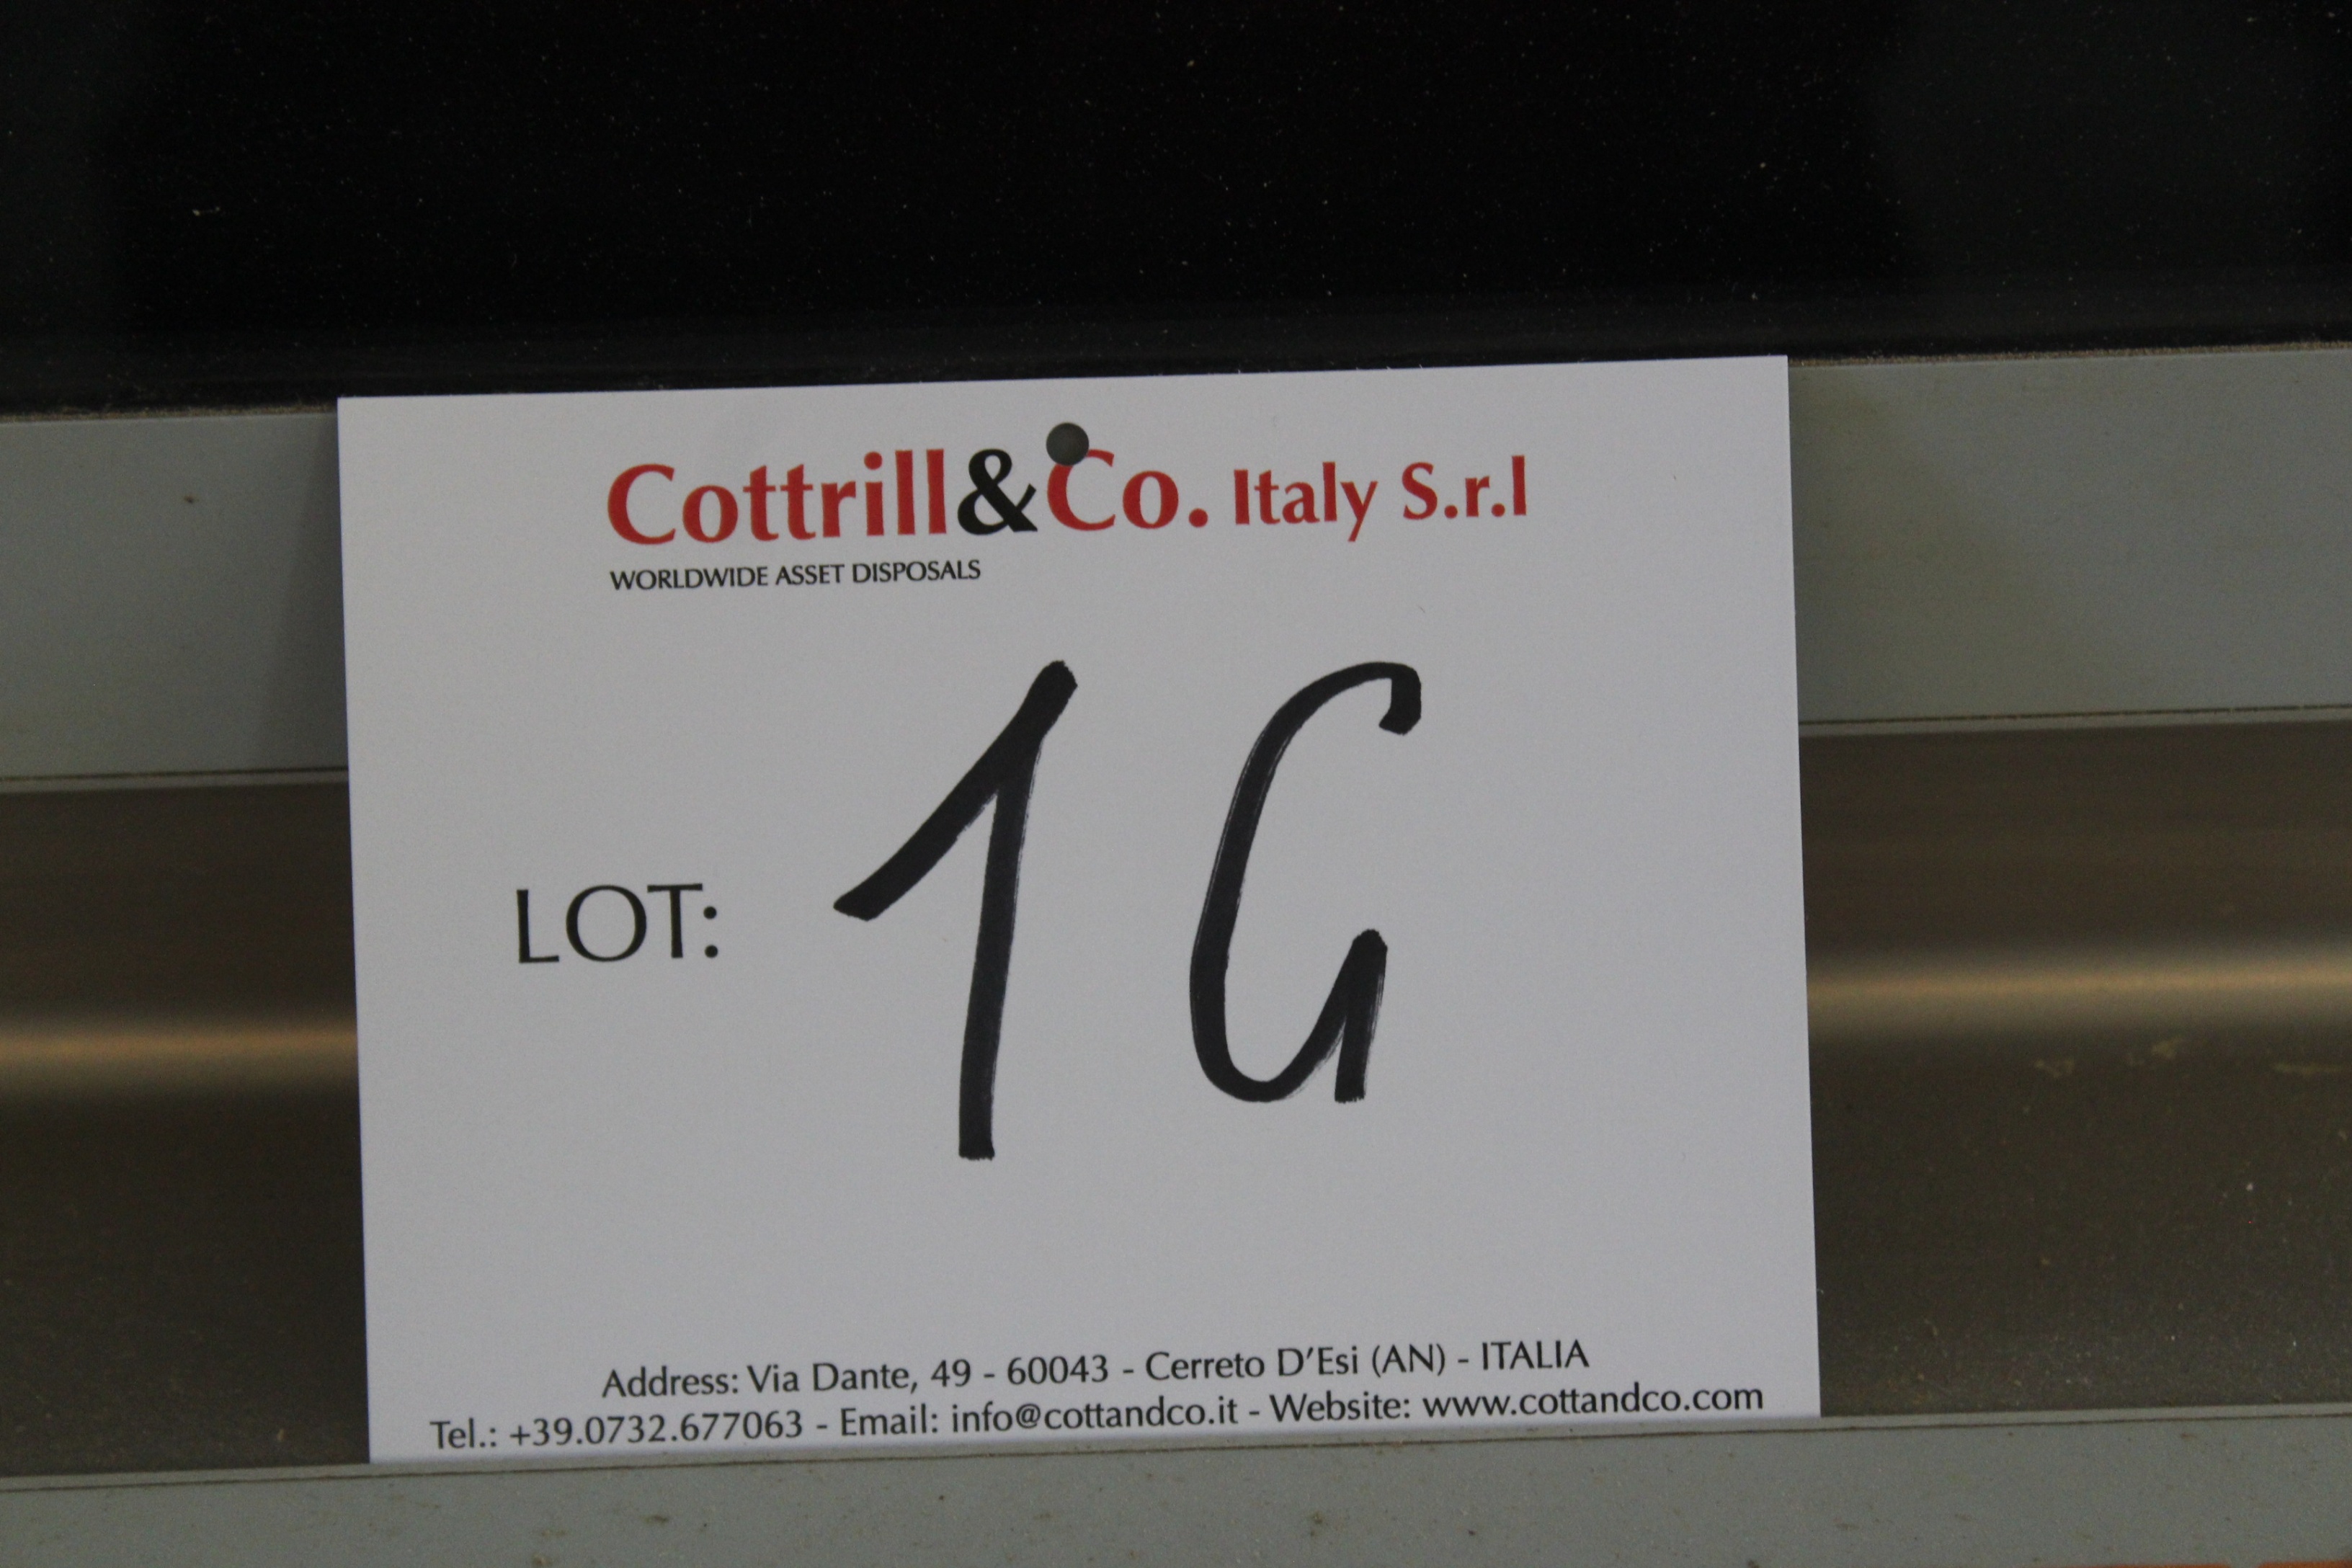 Cottrill&Co. Italy S.r.l
WORLDWIDE ASSET DISPOSALS
LOT: 1 G
Address: Via Dante, 49 - 60043 - Cerreto D'Esi (AN) - ITALIA
Tel.: +39.0732.677063 - Email: info@cottandco.it - Website: www.cottandco.com